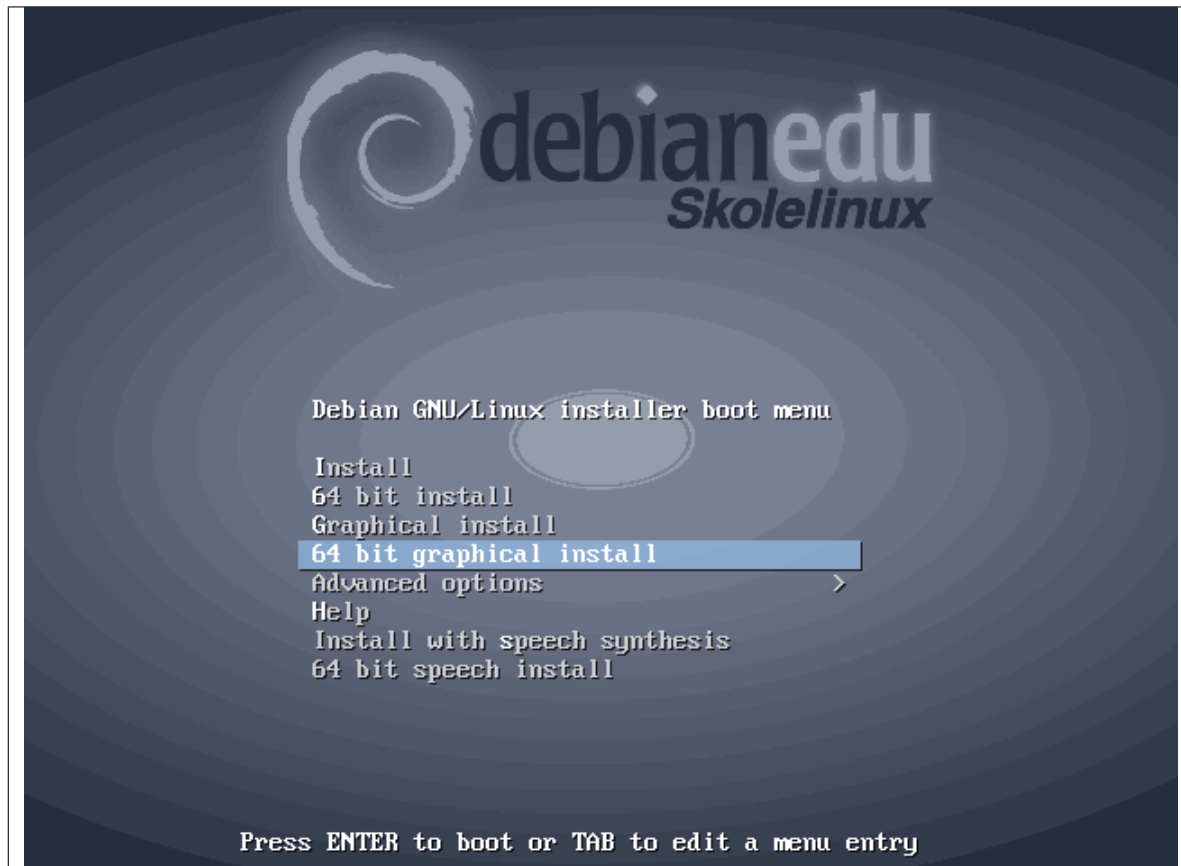 debianedu
Skolelinux
Debian GNU/Linux installer boot menu
Install
64 bit install
Graphical install
64 bit graphical install
Advanced options >
Help
Install with speech synthesis
64 bit speech install
Press ENTER to boot or TAB to edit a menu entry